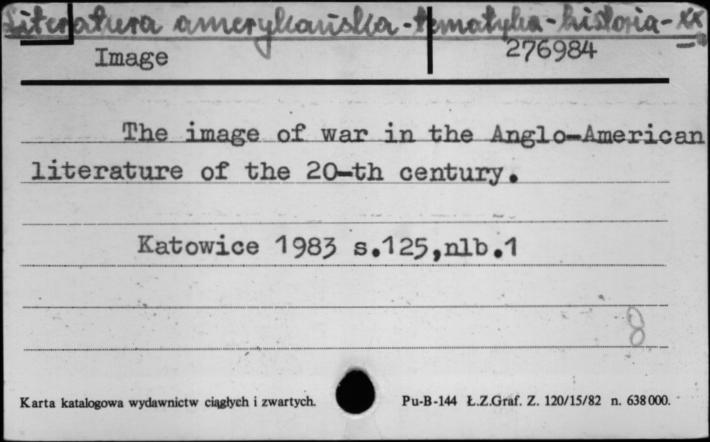 Literatura amerykańska - tematyka - historia - XX
Image 276984
The image of war in the Anglo-American
literature of the 20-th century.
Katowice 1983 s.125,nlb.1
8
Karta katalogowa wydawnictw ciągłych i zwartych. Pu-B-144 Ł.Z.Graf. Z. 120/15/82 n. 638000.